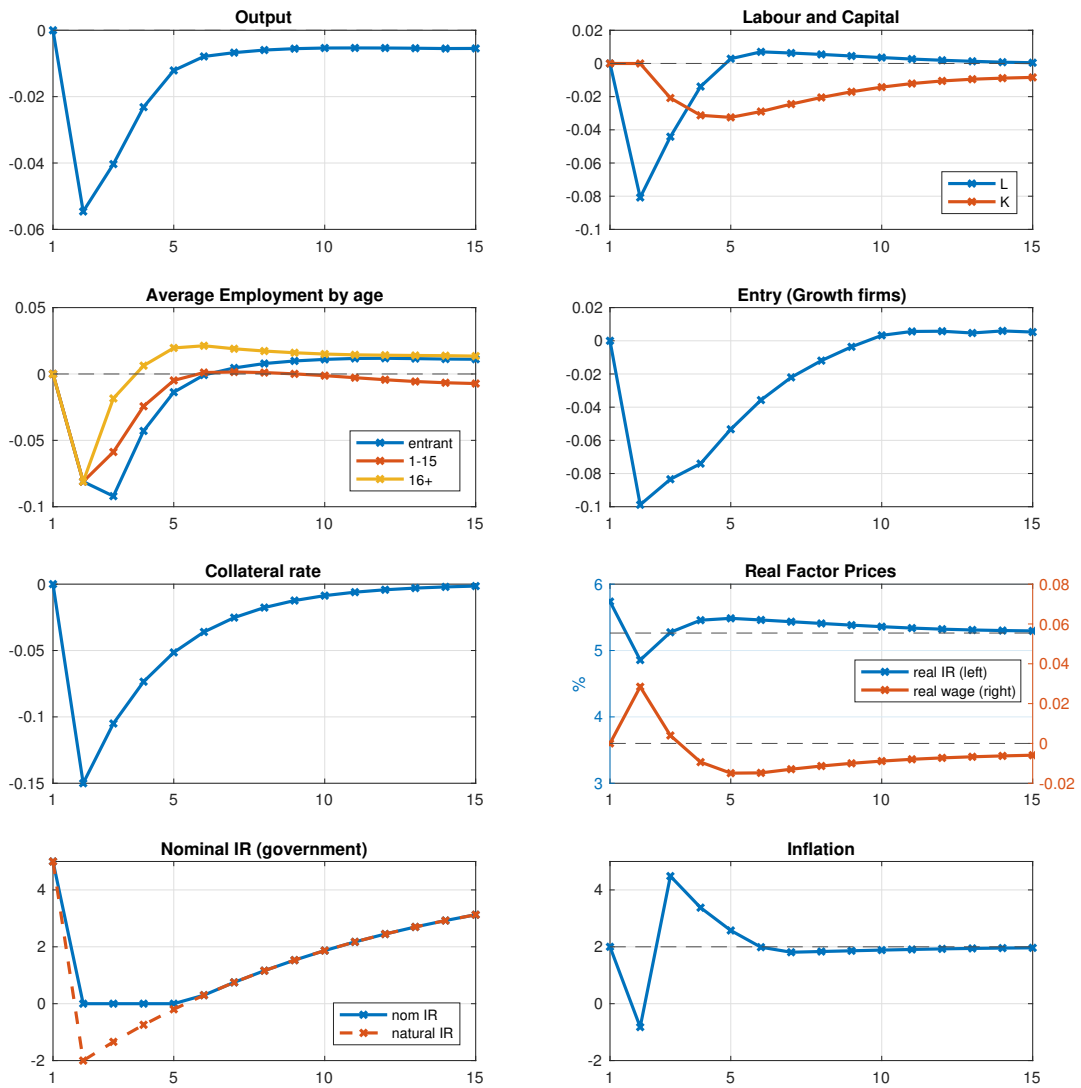 Output
0
-0.02
-0.04
-0.06
1 5 10 15
Labour and Capital
0.02
0
-0.02
-0.04
-0.06
-0.08
-0.1
L
K
1 5 10 15
Average Employment by age
0.05
0
-0.05
-0.1
entrant
1-15
16+
1 5 10 15
Entry (Growth firms)
0.02
0
-0.02
-0.04
-0.06
-0.08
-0.1
1 5 10 15
Collateral rate
0
-0.05
-0.1
-0.15
1 5 10 15
Real Factor Prices
%
6
5
4
3
0.08
0.06
0.04
0.02
0
-0.02
real IR (left)
real wage (right)
1 5 10 15
Nominal IR (government)
4
2
0
-2
nom IR
natural IR
1 5 10 15
Inflation
4
2
0
-2
1 5 10 15